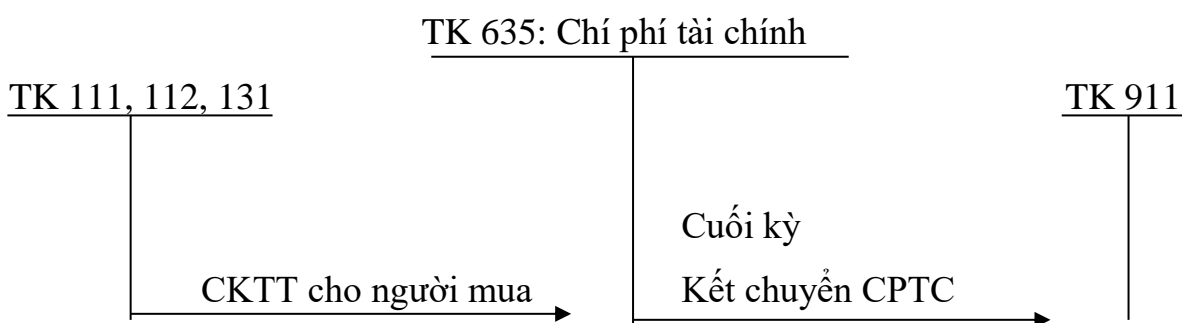 TK 635: Chí phí tài chính
TK 111, 112, 131
TK 911
Cuối kỳ
CKTT cho người mua
Kết chuyển CPTC